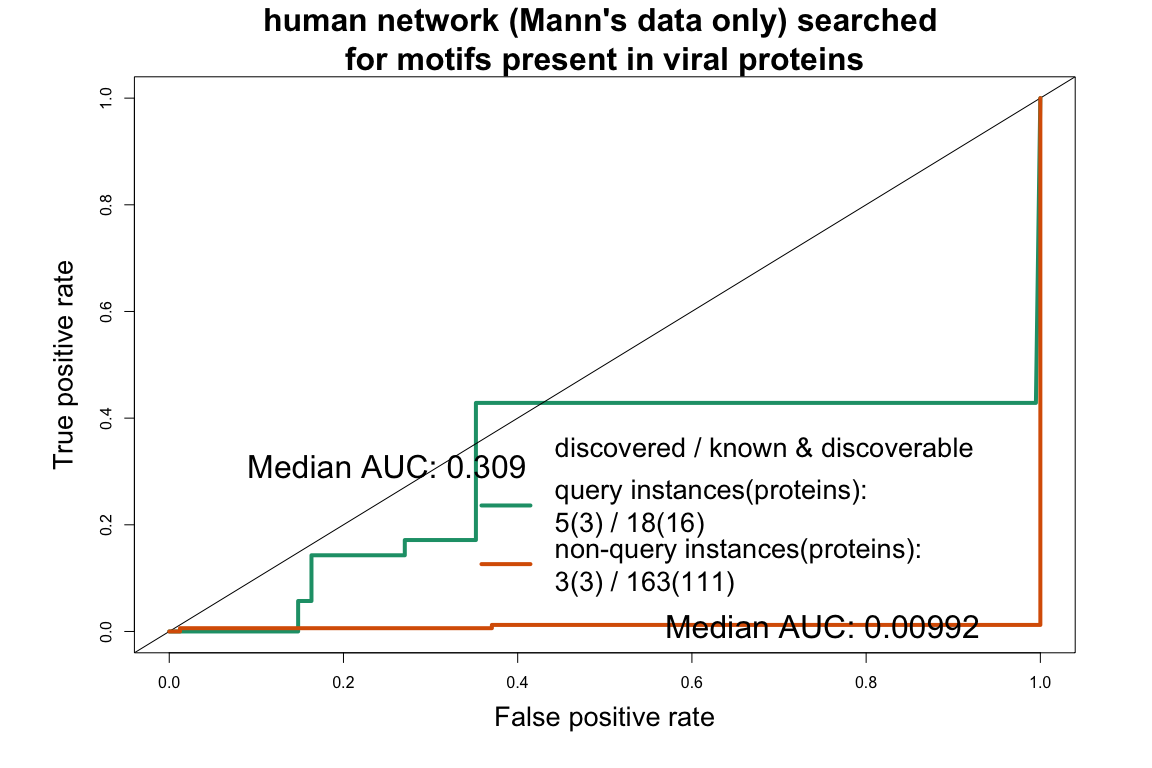 human network (Mann's data only) searched
for motifs present in viral proteins
True positive rate
1.0
0.8
0.6
0.4
0.2
0.0
Median AUC: 0.309
discovered / known & discoverable
query instances(proteins):
5(3) / 18(16)
non-query instances(proteins):
3(3) / 163(111)
Median AUC: 0.00992
0.0 0.2 0.4 0.6 0.8 1.0
False positive rate